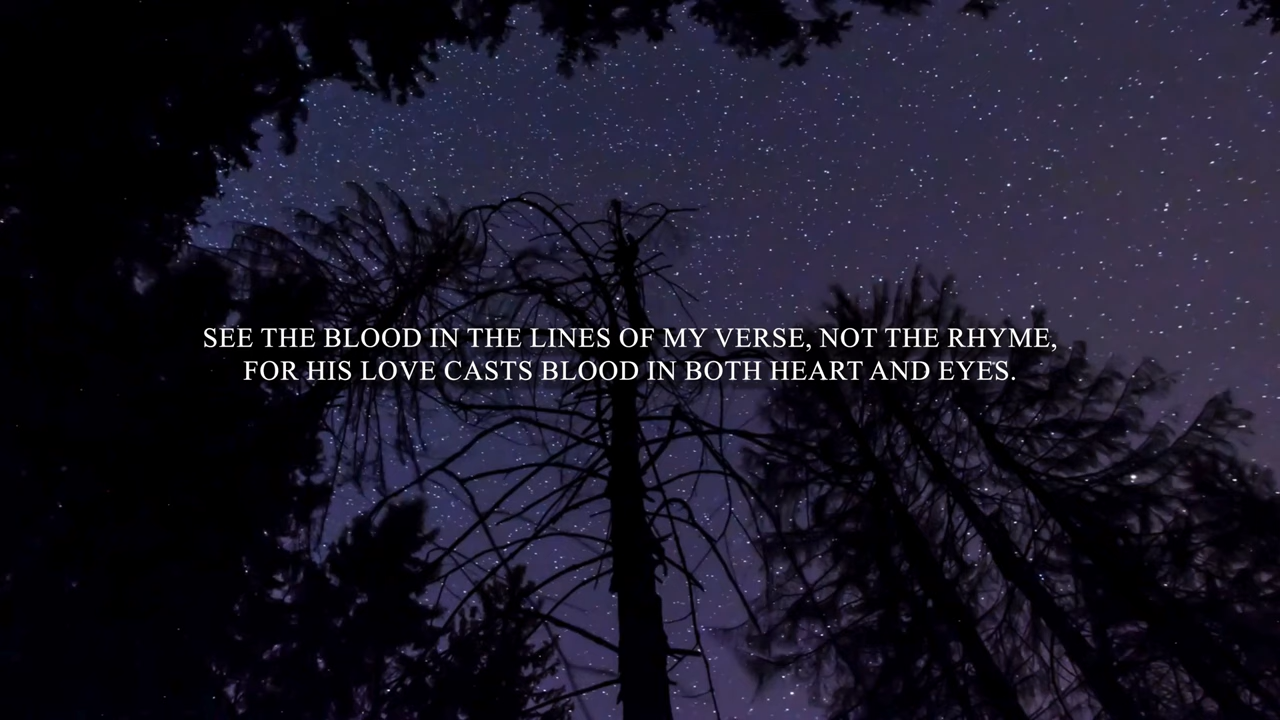 SEE THE BLOOD IN THE LINES OF MY VERSE, NOT THE RHYME,
FOR HIS LOVE CASTS BLOOD IN BOTH HEART AND EYES.